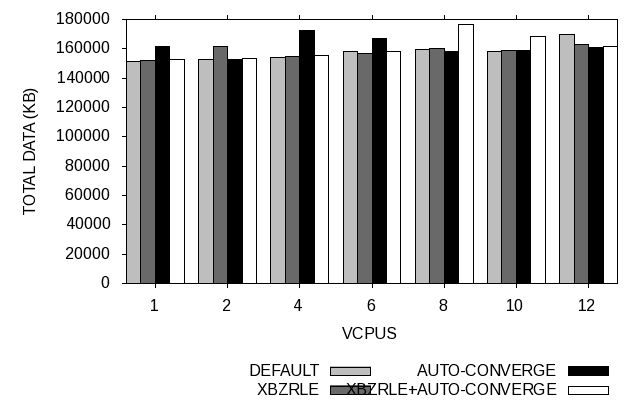 180000
160000
140000
120000
100000
80000
60000
40000
20000
0
TOTAL DATA (KB)
1 2 4 6 8 10 12
VCPUS
DEFAULT AUTO-CONVERGE
XBZRLE XBZRLE+AUTO-CONVERGE